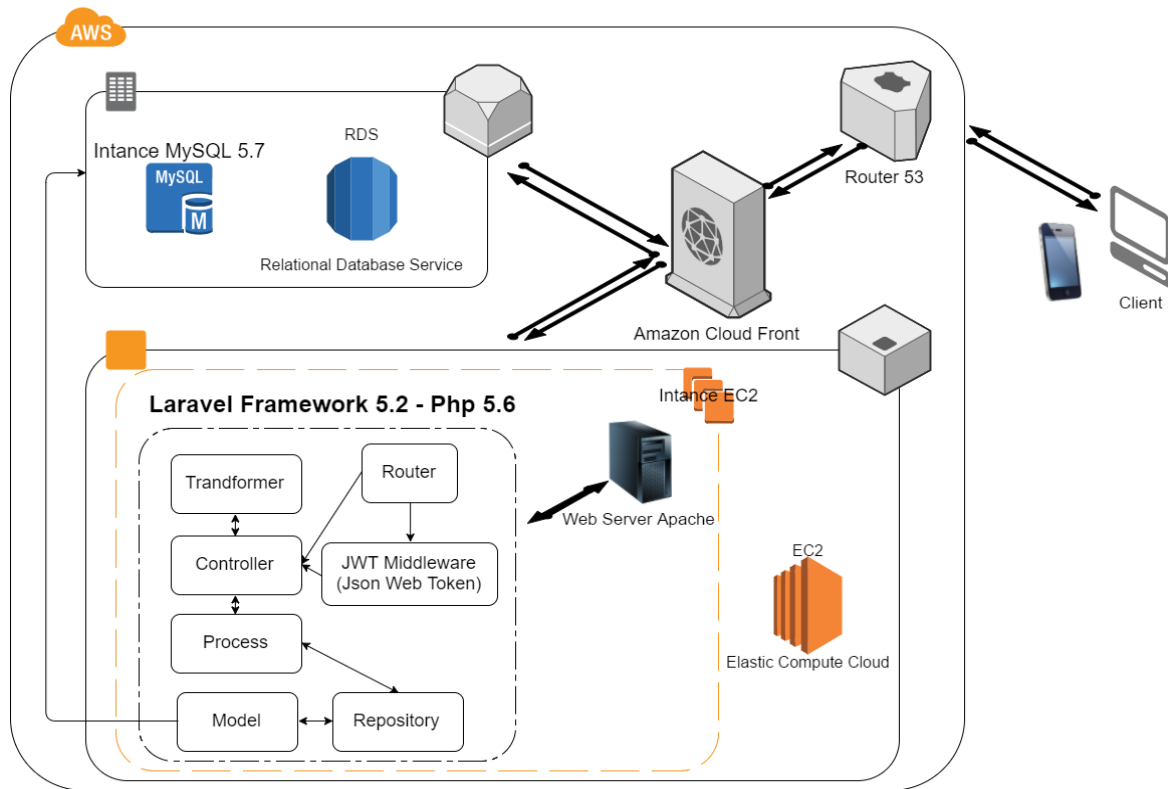 AWS
RDS
Intance MySQL 5.7
MySQL
M
Relational Database Service
Router 53
Client
Amazon Cloud Front
Intance EC2
Laravel Framework 5.2 - Php 5.6
Trandformer
Router
Web Server Apache
Controller
JWT Middleware
(Json Web Token)
EC2
Process
Elastic Compute Cloud
Model
Repository